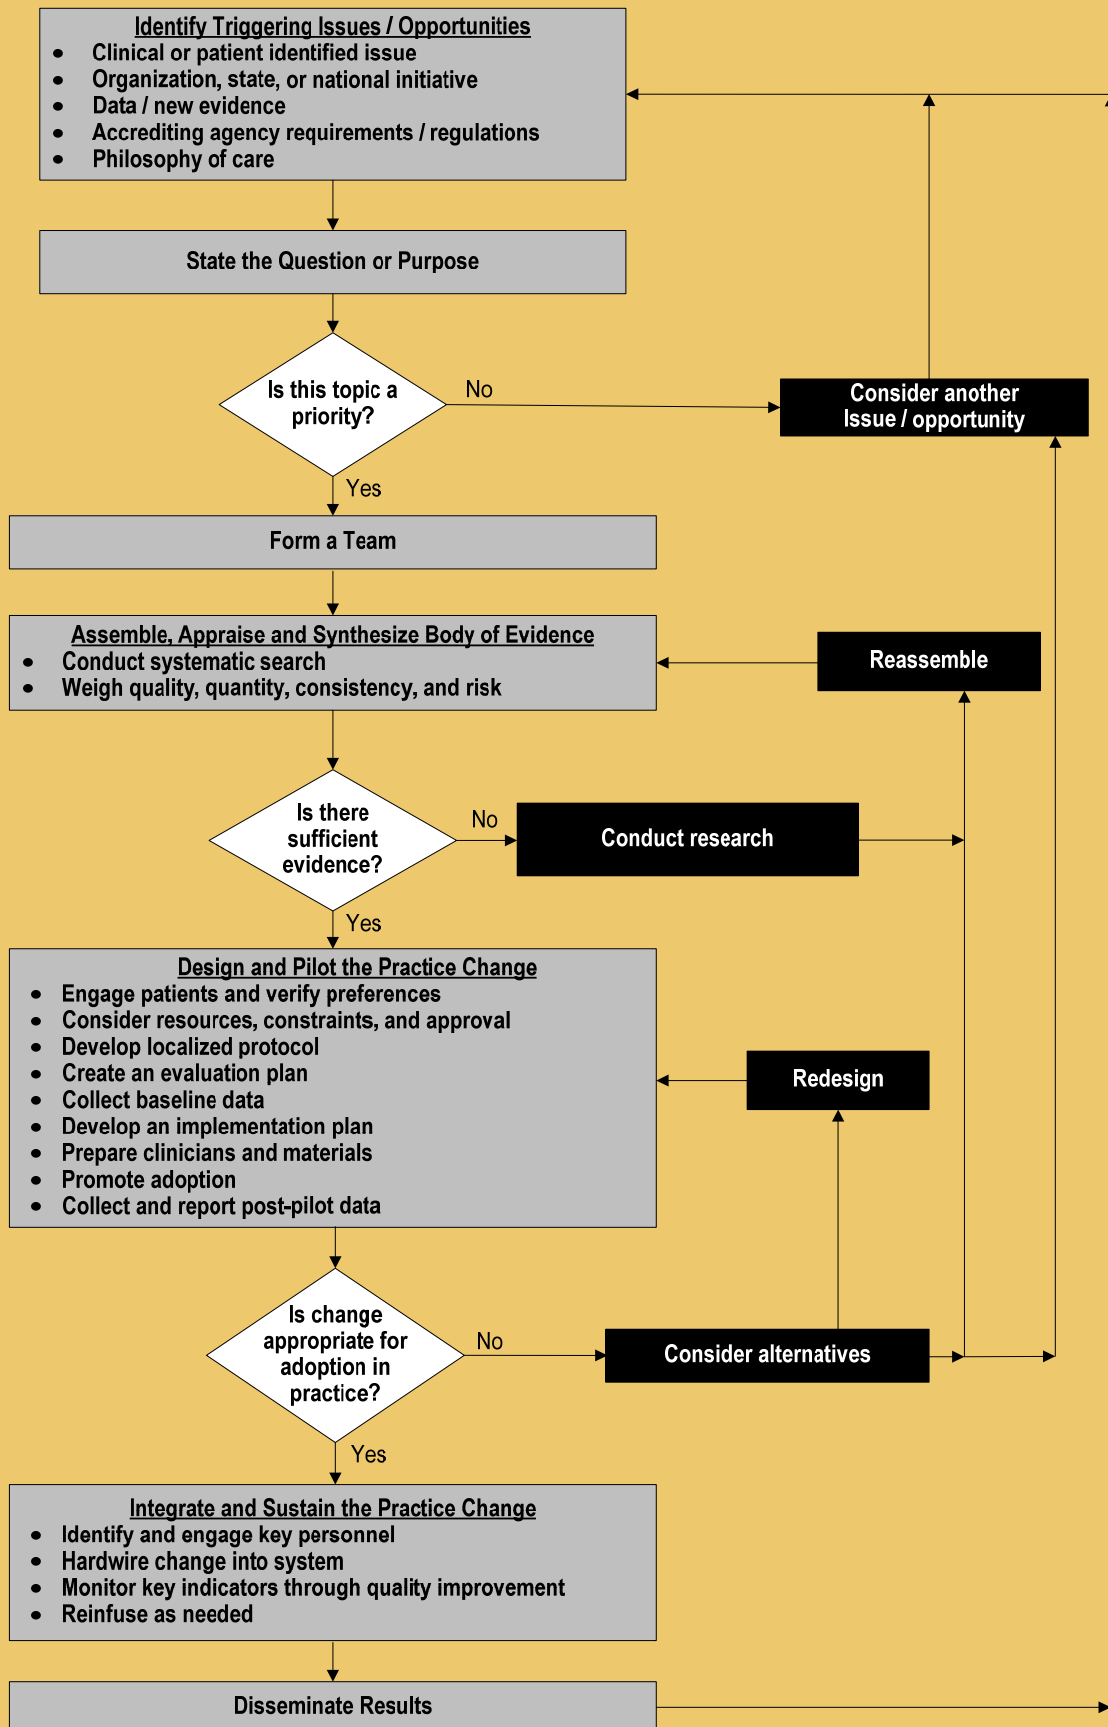 Identify Triggering Issues / Opportunities
• Clinical or patient identified issue
• Organization, state, or national initiative
• Data / new evidence
• Accrediting agency requirements / regulations
• Philosophy of care
State the Question or Purpose
Is this topic a
priority?
No
Consider another
Issue / opportunity
Yes
Form a Team
Assemble, Appraise and Synthesize Body of Evidence
• Conduct systematic search
• Weigh quality, quantity, consistency, and risk
Reassemble
Is there
sufficient
evidence?
No
Conduct research
Yes
Design and Pilot the Practice Change
• Engage patients and verify preferences
• Consider resources, constraints, and approval
• Develop localized protocol
• Create an evaluation plan
• Collect baseline data
• Develop an implementation plan
• Prepare clinicians and materials
• Promote adoption
• Collect and report post-pilot data
Redesign
Is change
appropriate for
adoption in
practice?
No
Consider alternatives
Yes
Integrate and Sustain the Practice Change
• Identify and engage key personnel
• Hardwire change into system
• Monitor key indicators through quality improvement
• Reinfuse as needed
Disseminate Results